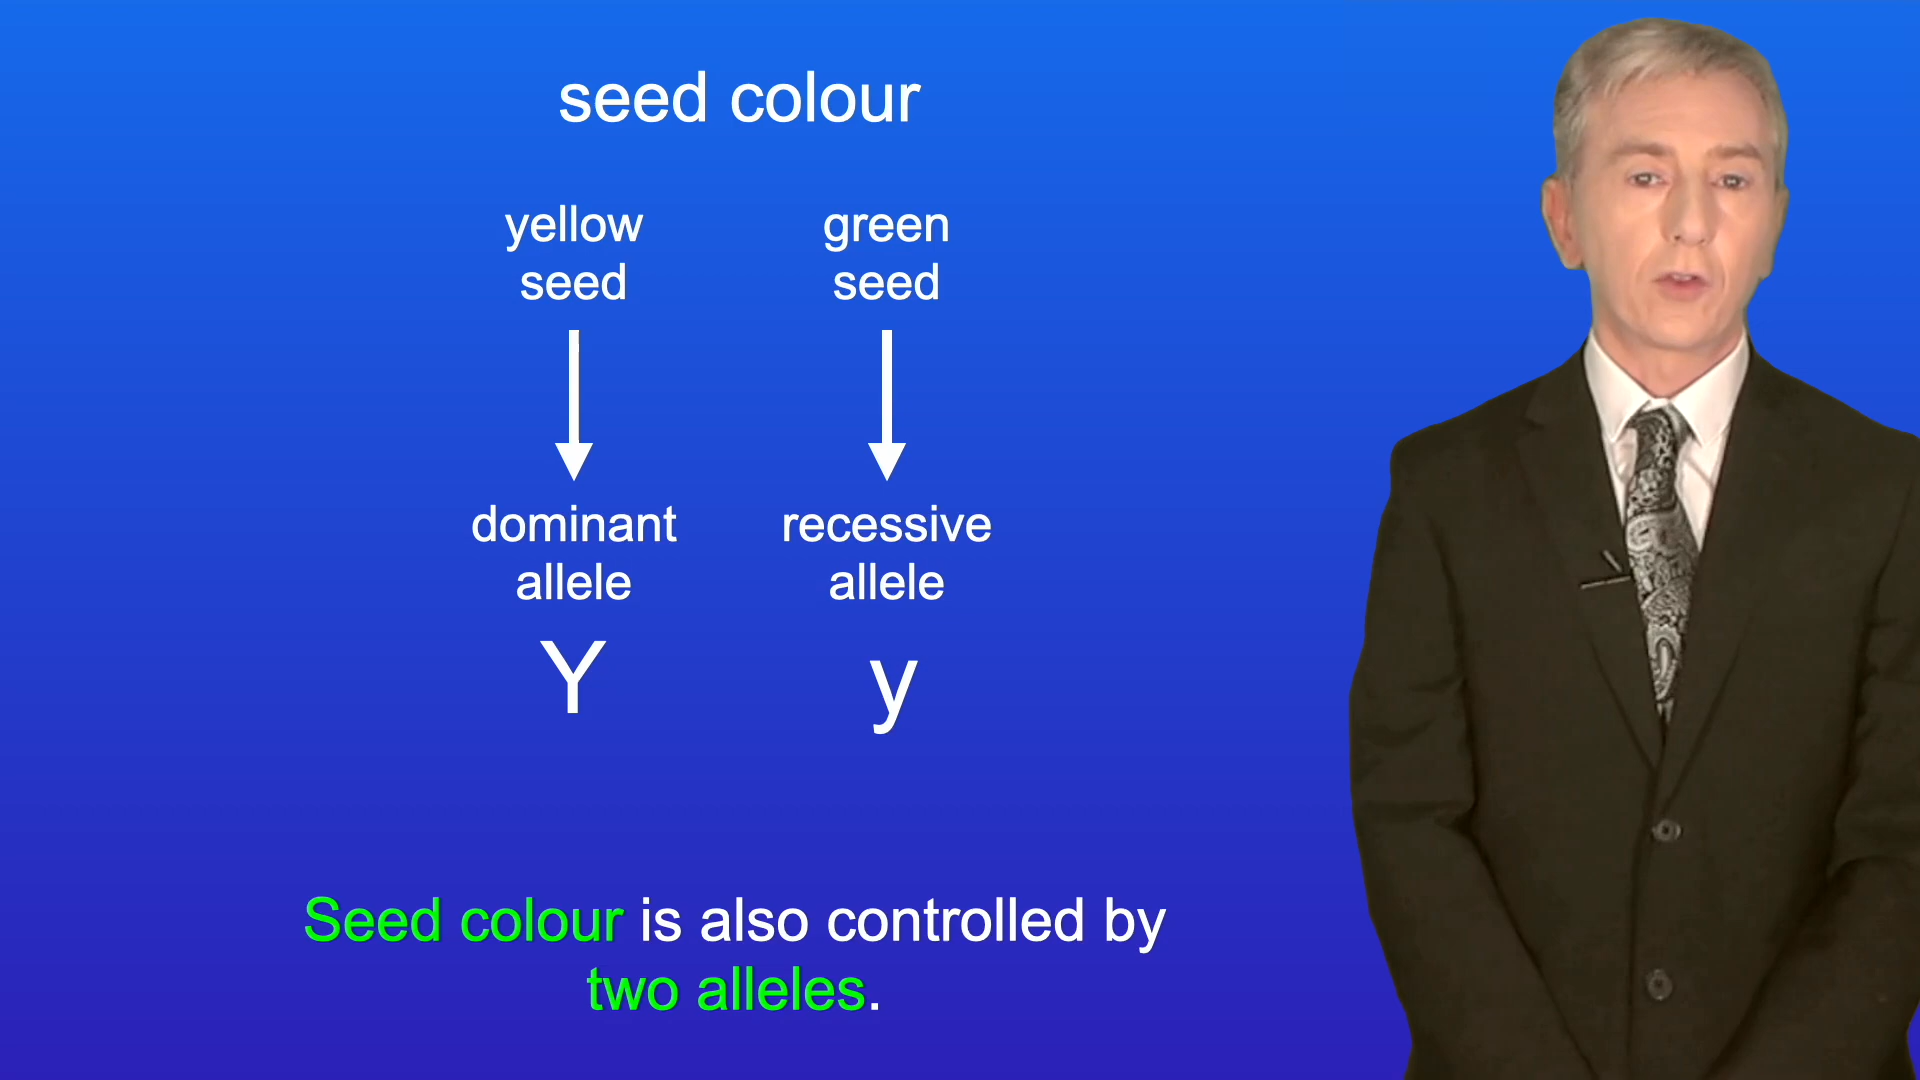 seed colour
yellow
seed
green
seed
dominant
allele
recessive
allele
Y
y
Seed colour is also controlled by
two alleles.